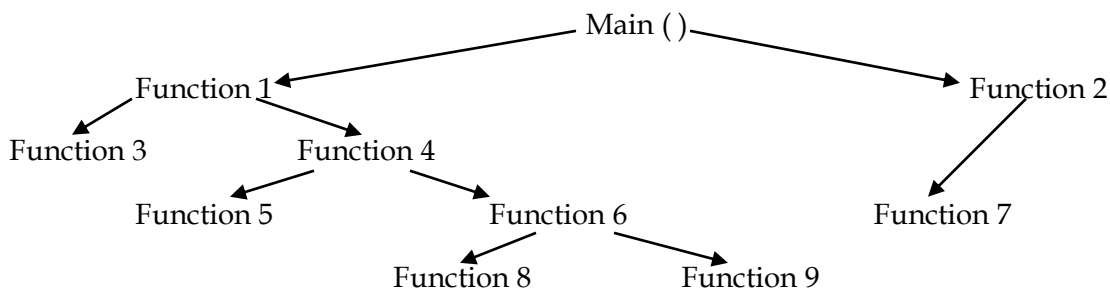 Main ( )
Function 1
Function 2
Function 3
Function 4
Function 5
Function 6
Function 7
Function 8
Function 9